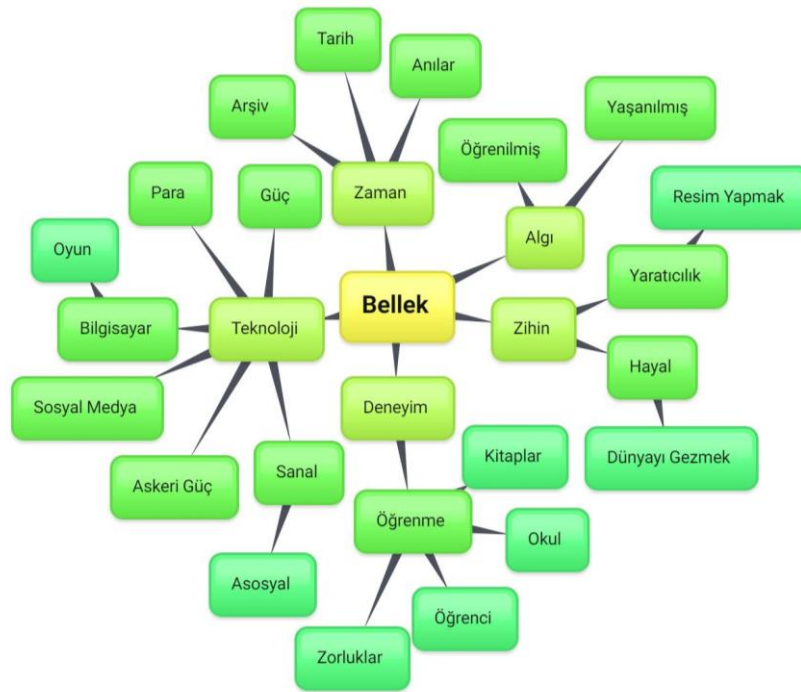 Tarih
Anılar
Arşiv
Yaşanılmış
Öğrenilmiş
Para
Güç
Zaman
Resim Yapmak
Oyun
Algı
Yaratıcılık
Bellek
Bilgisayar
Teknoloji
Zihin
Hayal
Sosyal Medya
Deneyim
Kitaplar
Dünyayı Gezmek
Askeri Güç
Sanal
Öğrenme
Okul
Asosyal
Öğrenci
Zorluklar